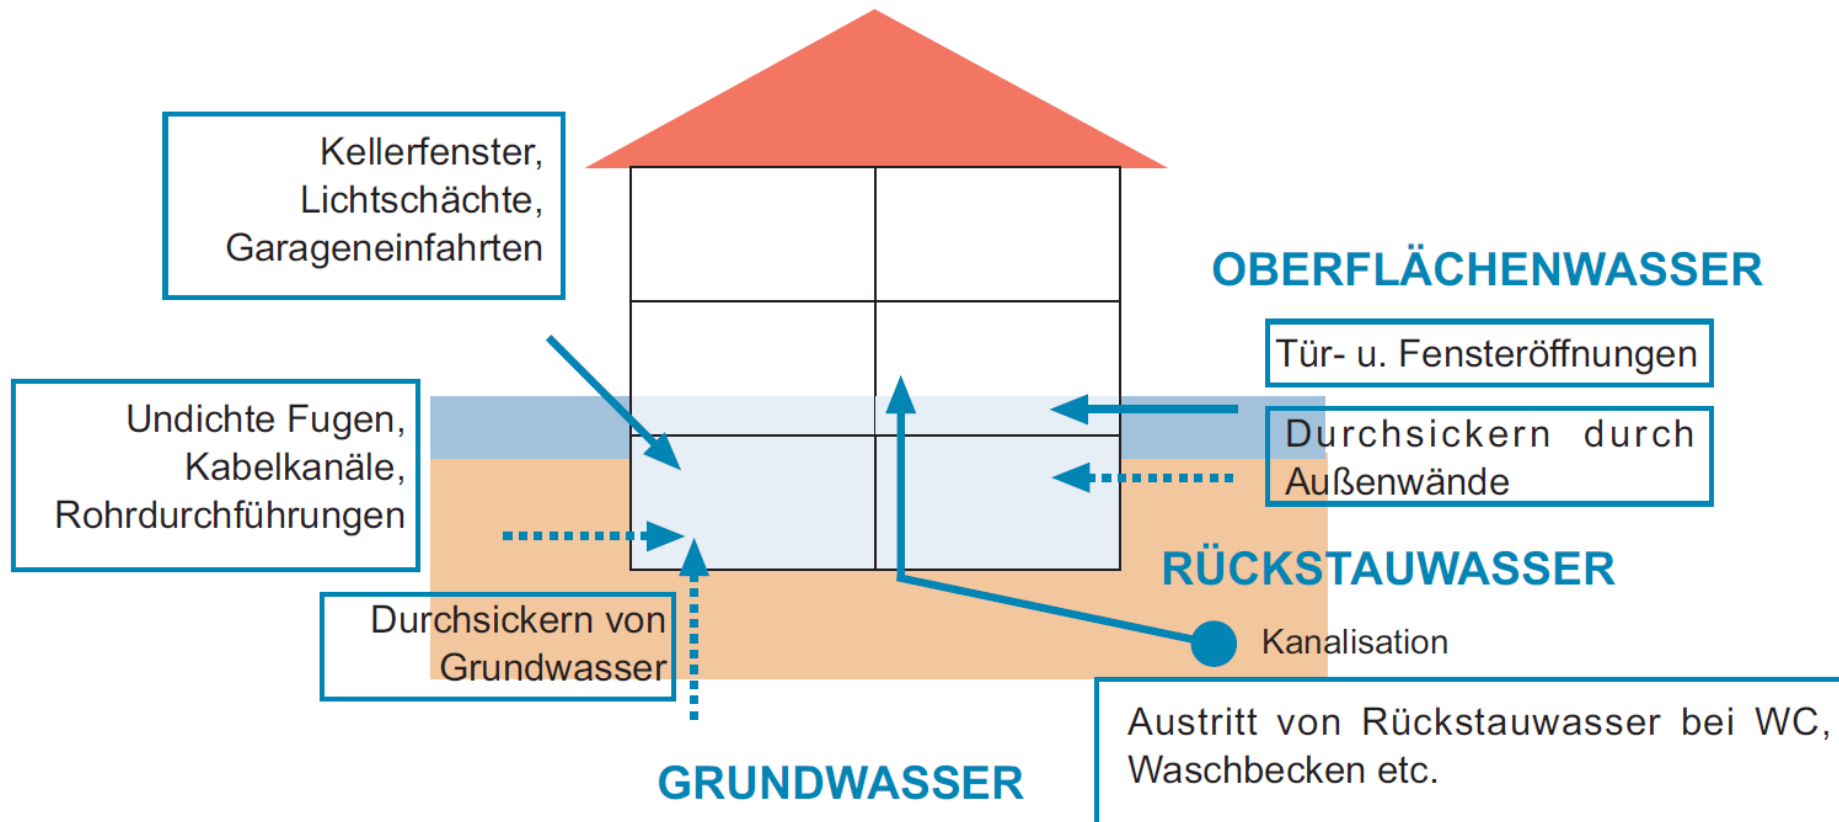 Kellerfenster,
Lichtschächte,
Garageneinfahrten
OBERFLÄCHENWASSER
Tür- u. Fensteröffnungen
Undichte Fugen,
Kabelkanäle,
Rohrdurchführungen
Durchsickern durch
Außenwände
RÜCKSTAUWASSER
Durchsickern von
Grundwasser
Kanalisation
Austritt von Rückstauwasser bei WC,
Waschbecken etc.
GRUNDWASSER